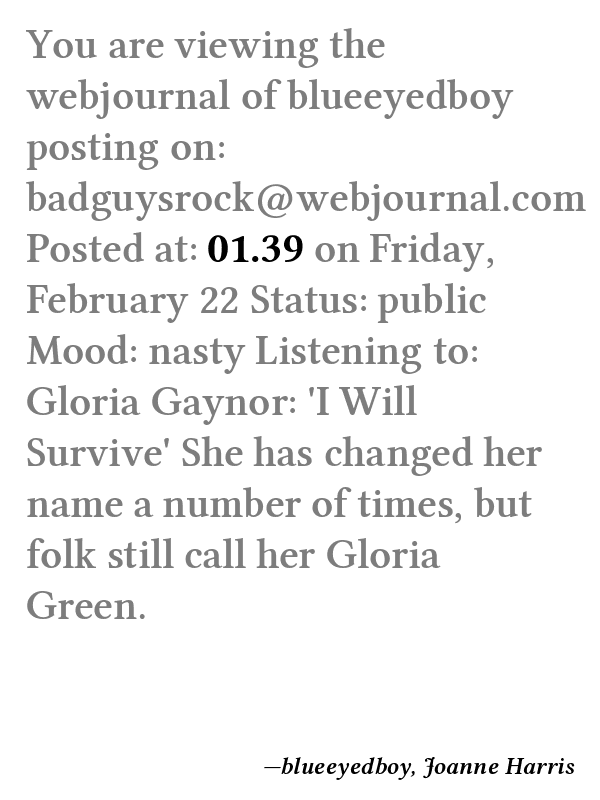 You are viewing the
webjournal of blueeyedboy
posting on:
badguysrock@webjournal.com
Posted at: 01.39 on Friday,
February 22 Status: public
Mood: nasty Listening to:
Gloria Gaynor: 'I Will
Survive' She has changed her
name a number of times, but
folk still call her Gloria
Green.
—blueeyedboy, Joanne Harris